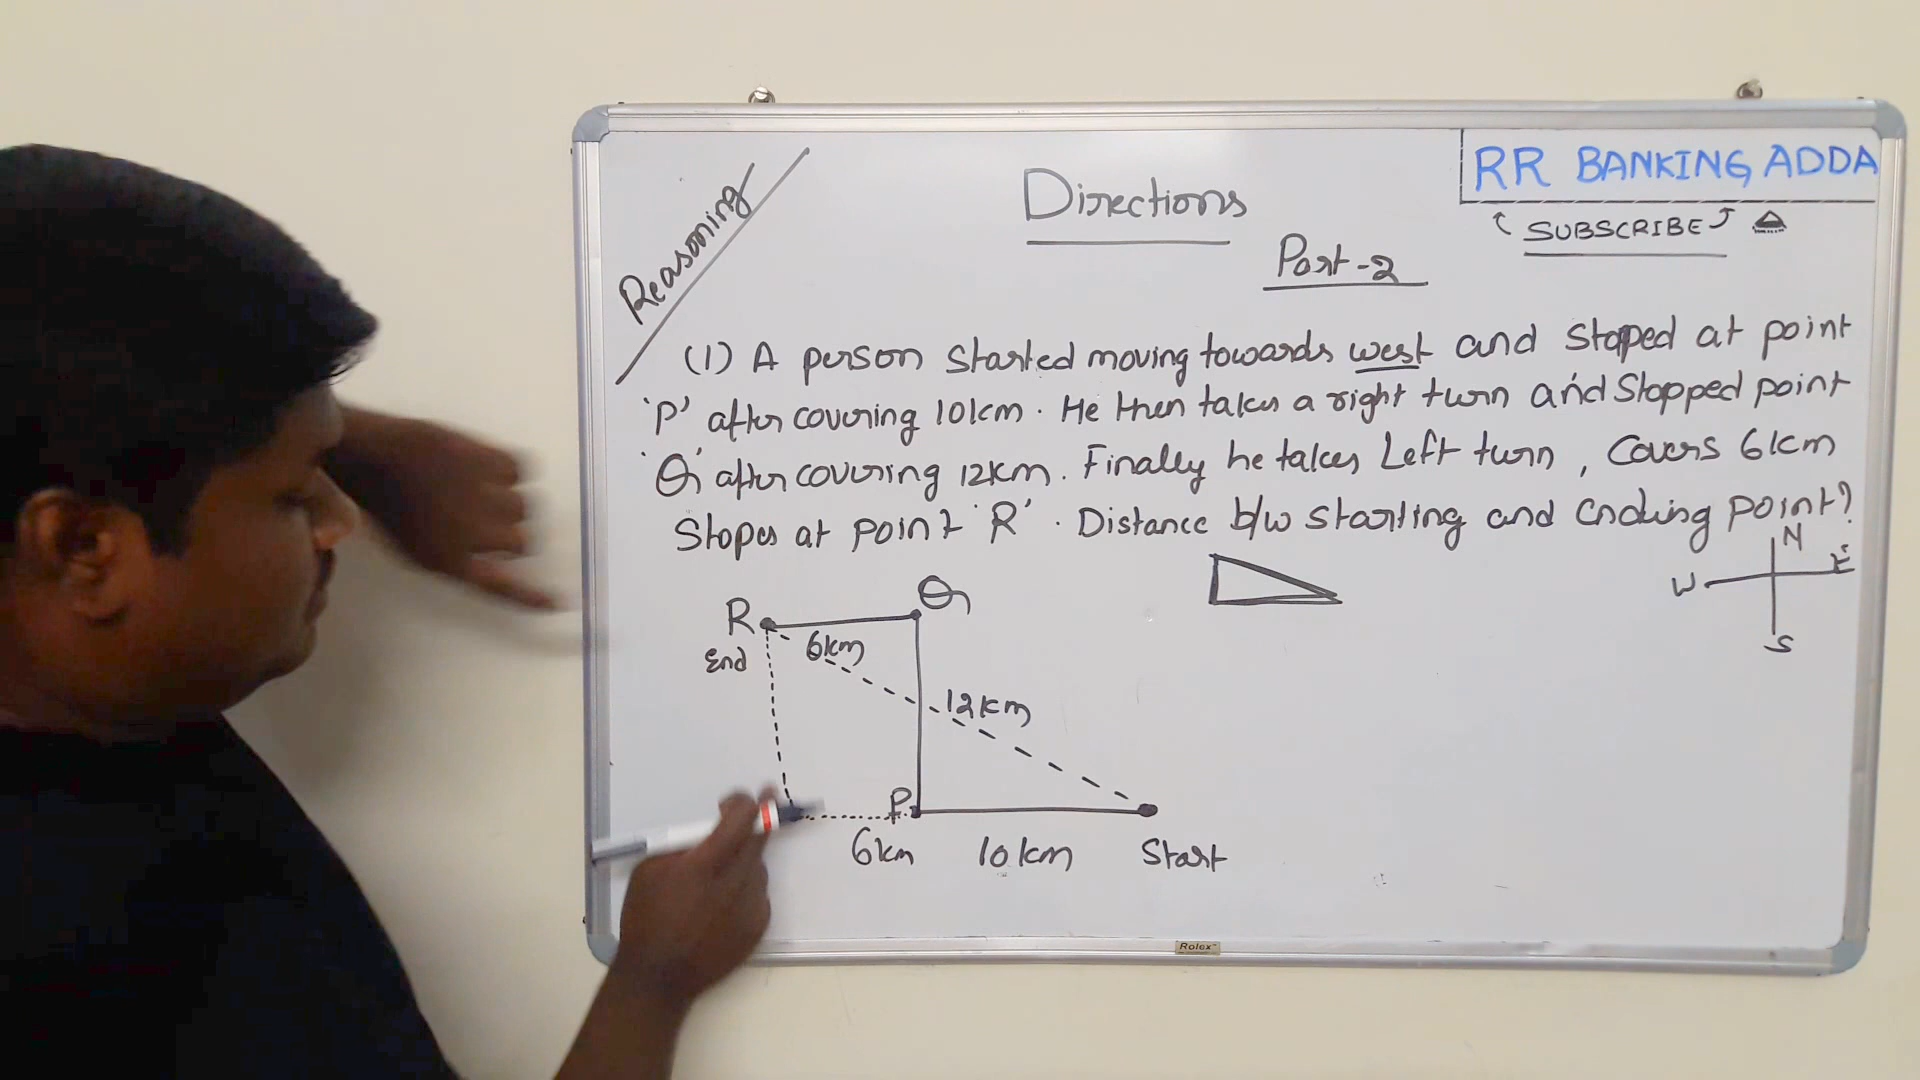 Reasoning
Directions
Part-2
RR BANKING ADDA
SUBSCRIBE
(1) A person started moving towards west and stoped at point
'P' after covering 10km. He then takes a right turn and stopped point
'Q' after covering 12km. Finally he takes Left turn, Covers 6km
Stopes at point 'R'. Distance b/w starting and ending point?
N
W E
S
R
Q
End
6km
12km
P
6km 10km Start
Rolex